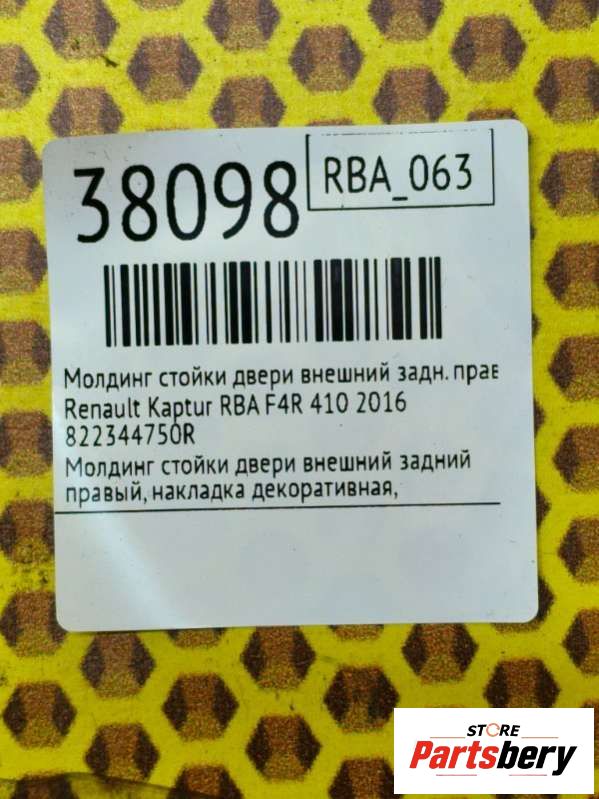 38098
RBA_063
Молдинг стойки двери внешний задн. прав
Renault Kaptur RBA F4R 410 2016
822344750R
Молдинг стойки двери внешний задний
правый, накладка декоративная,
STORE
Partsbery